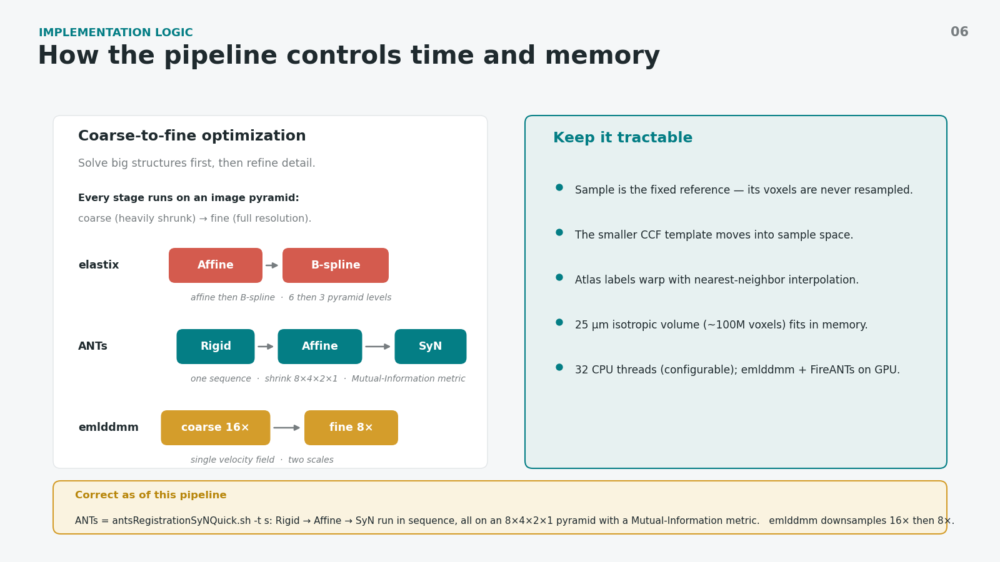 IMPLEMENTATION LOGIC
06
How the pipeline controls time and memory
Coarse-to-fine optimization
Solve big structures first, then refine detail.
Every stage runs on an image pyramid:
coarse (heavily shrunk) → fine (full resolution).
elastix
Affine
B-spline
affine then B-spline · 6 then 3 pyramid levels
ANTs
Rigid
Affine
SyN
one sequence · shrink 8×4×2×1 · Mutual-Information metric
emlddmm
coarse 16×
fine 8×
single velocity field · two scales
Keep it tractable
Sample is the fixed reference — its voxels are never resampled.
The smaller CCF template moves into sample space.
Atlas labels warp with nearest-neighbor interpolation.
25 µm isotropic volume (~100M voxels) fits in memory.
32 CPU threads (configurable); emlddmm + FireANTs on GPU.
Correct as of this pipeline
ANTs = antsRegistrationSyNQuick.sh -t s: Rigid → Affine → SyN run in sequence, all on an 8×4×2×1 pyramid with a Mutual-Information metric. emlddmm downsamples 16× then 8×.